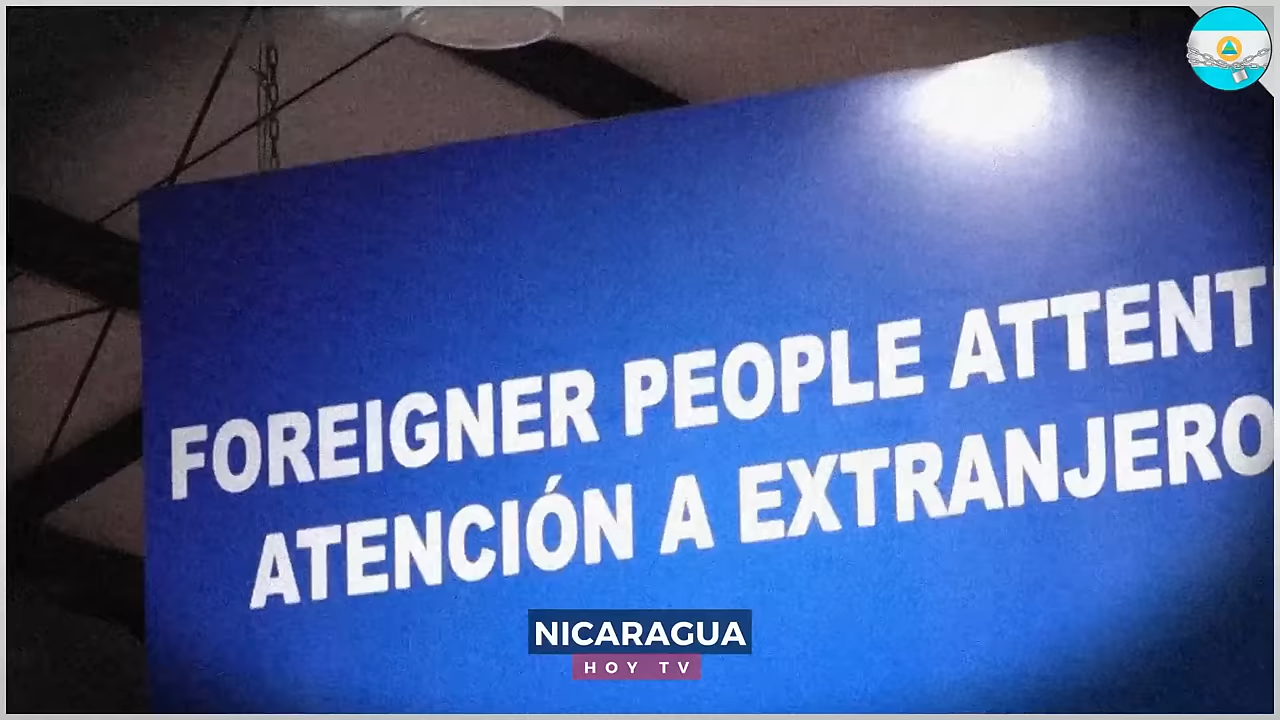 FOREIGNER PEOPLE ATTENT
ATENCIÓN A EXTRANJERO
NICARAGUA
HOY TV